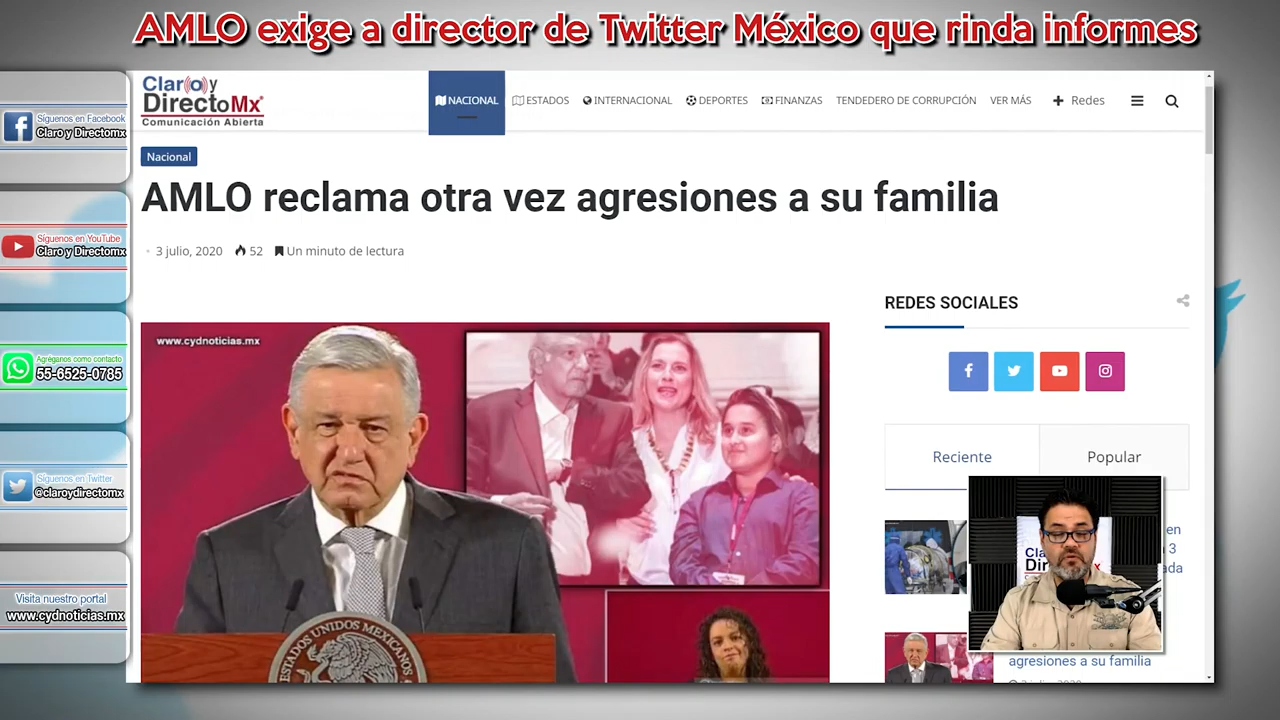 AMLO exige a director de Twitter México que rinda informes
Síguenos en Facebook
Claro y Directomx
Síguenos en YouTube
Claro y Directomx
Agréganos como contacto
55-6525-0785
Síguenos en Twitter
@claroydirectomx
Visita nuestro portal
www.cydnoticias.mx
Claro y
DirectoMx
Comunicación Abierta
NACIONAL
ESTADOS
INTERNACIONAL
DEPORTES
FINANZAS
TENDEDERO DE CORRUPCIÓN
VER MÁS
Redes
Nacional
AMLO reclama otra vez agresiones a su familia
3 julio, 2020
52
Un minuto de lectura
www.cydnoticias.mx
ESTADOS UNIDOS MEXICANOS
REDES SOCIALES
Reciente
Popular
en
3
ada
agresiones a su familia